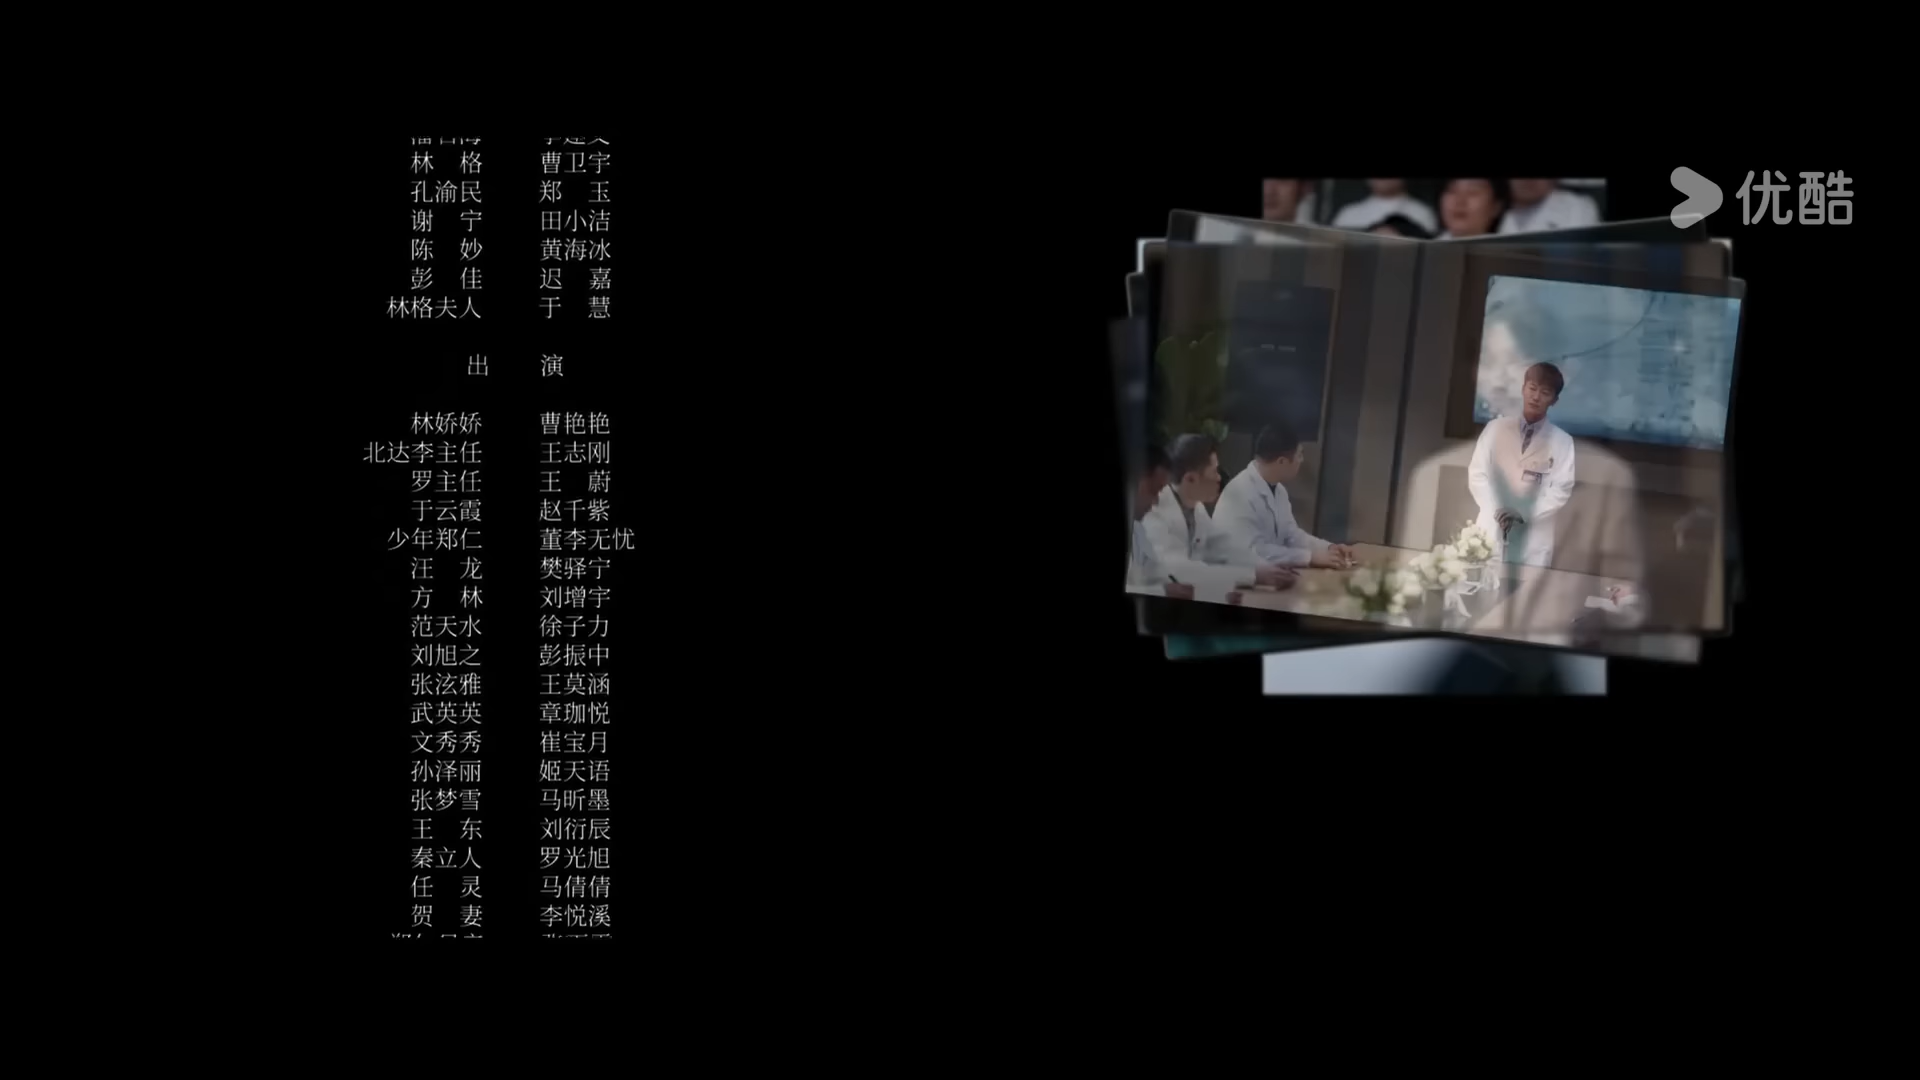 林　格　曹卫宇
孔渝民　郑　玉
谢　宁　田小洁
陈　妙　黄海冰
彭　佳　迟　嘉
林格夫人　于　慧
出　演
林娇娇　曹艳艳
北达李主任　王志刚
罗主任　王　蔚
于云霞　赵千紫
少年郑仁　董李无忧
汪　龙　樊驿宁
方　林　刘增宇
范天水　徐子力
刘旭之　彭振中
张泫雅　王莫涵
武英英　章珈悦
文秀秀　崔宝月
孙泽丽　姬天语
张梦雪　马昕墨
王　东　刘衍辰
秦立人　罗光旭
任　灵　马倩倩
贺　妻　李悦溪
优酷